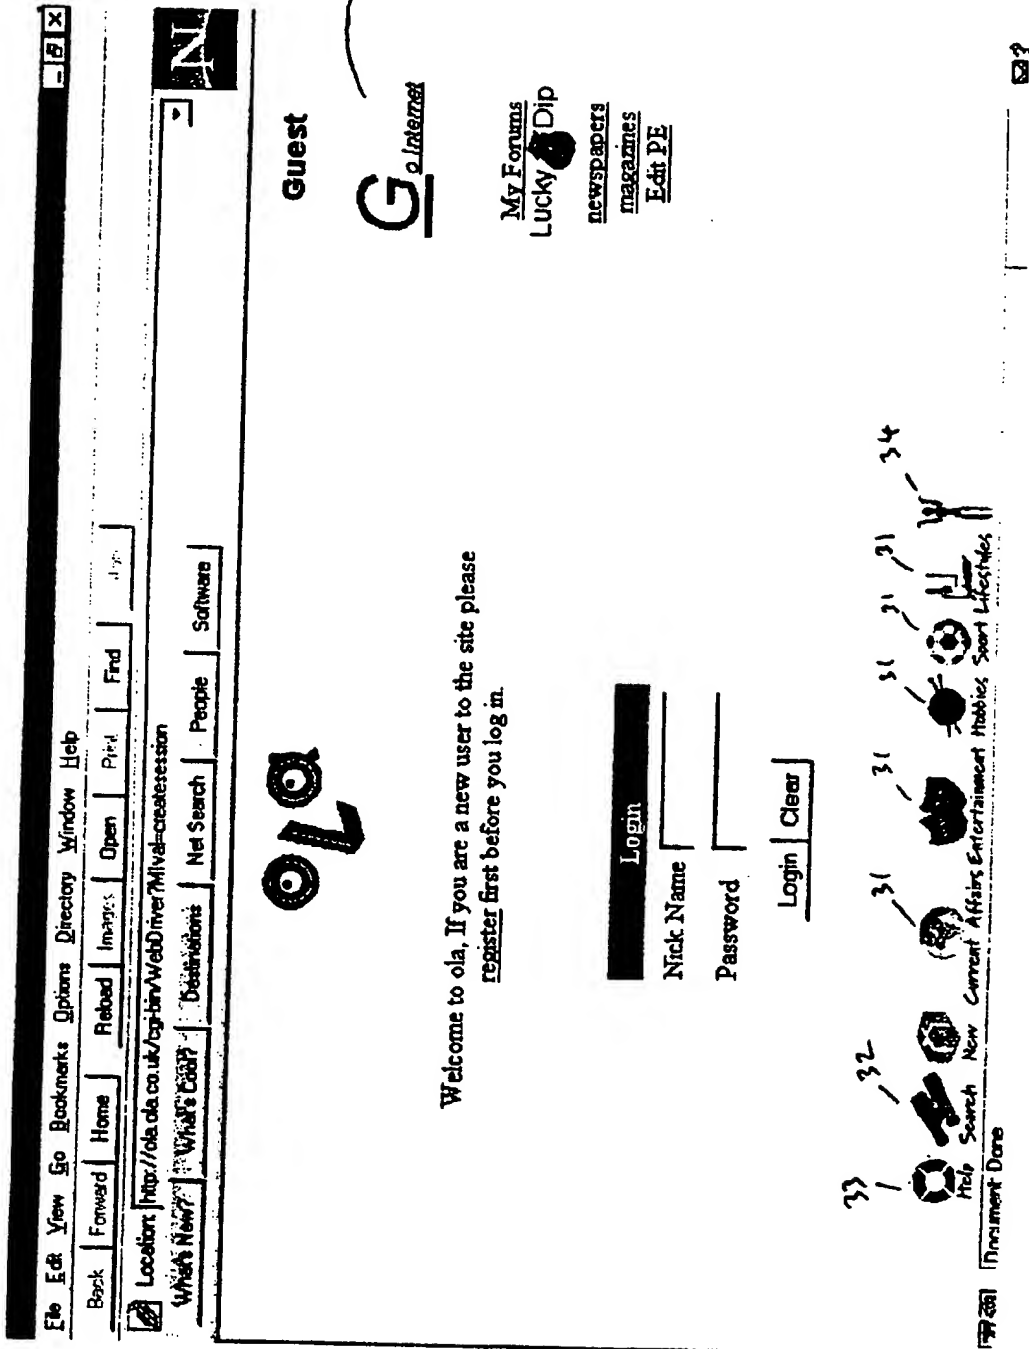 File Edit View Go Bookmarks Options Directory Window Help
Back Forward Home Reload Images Open Print Find
Location: http://ola.ola.co.uk/cgi-bin/WebDriver?MIval=createsession
What's New? What's Cool? Destinations Net Search People Software
N
ola
Guest
Go Internet
Welcome to ola, If you are a new user to the site please
register first before you log in.
My Forums
Lucky Dip
newspapers
magazines
Edit PE
Login
Nick Name
Password
Login Clear
33 32 31 31 31 31 31 34
Help Search New Current Affairs Entertainment Hobbies Sport Lifestyles
Document Done